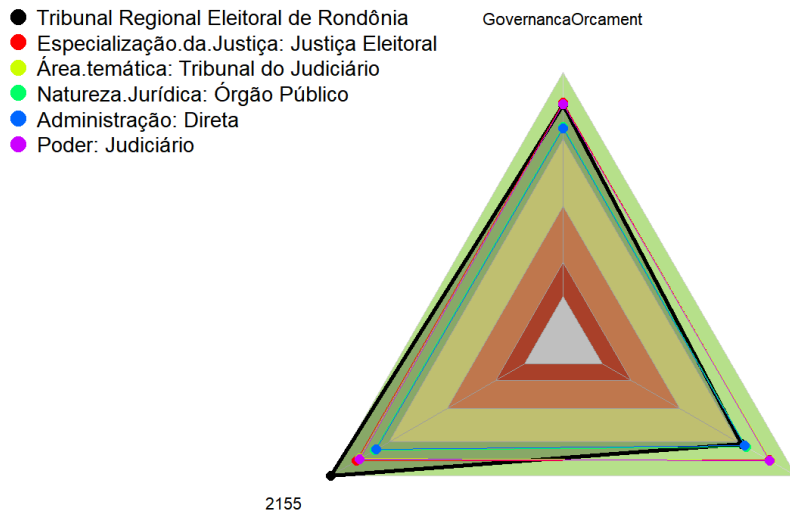 Tribunal Regional Eleitoral de Rondônia
GovernancaOrcament
Especialização.da.Justiça: Justiça Eleitoral
Área.temática: Tribunal do Judiciário
Natureza.Jurídica: Órgão Público
Administração: Direta
Poder: Judiciário
2155